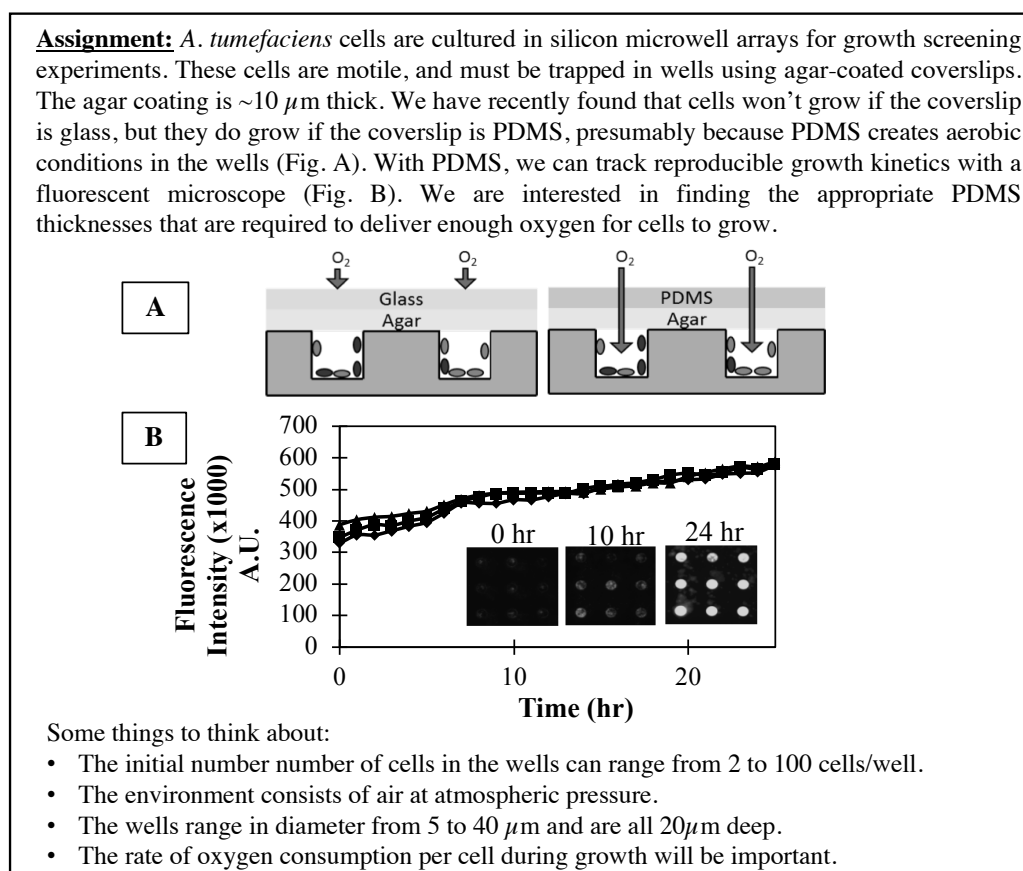 Assignment: A. tumefaciens cells are cultured in silicon microwell arrays for growth screening
experiments. These cells are motile, and must be trapped in wells using agar-coated coverslips.
The agar coating is ~10 µm thick. We have recently found that cells won't grow if the coverslip
is glass, but they do grow if the coverslip is PDMS, presumably because PDMS creates aerobic
conditions in the wells (Fig. A). With PDMS, we can track reproducible growth kinetics with a
fluorescent microscope (Fig. B). We are interested in finding the appropriate PDMS
thicknesses that are required to deliver enough oxygen for cells to grow.
A
O2 O2 O2 O2
Glass PDMS
Agar Agar
B
Fluorescence
Intensity (x1000)
A.U.
700
600
500
400
300
200
100
0
0 hr 10 hr 24 hr
0 10 20
Time (hr)
Some things to think about:
• The initial number number of cells in the wells can range from 2 to 100 cells/well.
• The environment consists of air at atmospheric pressure.
• The wells range in diameter from 5 to 40 µm and are all 20µm deep.
• The rate of oxygen consumption per cell during growth will be important.